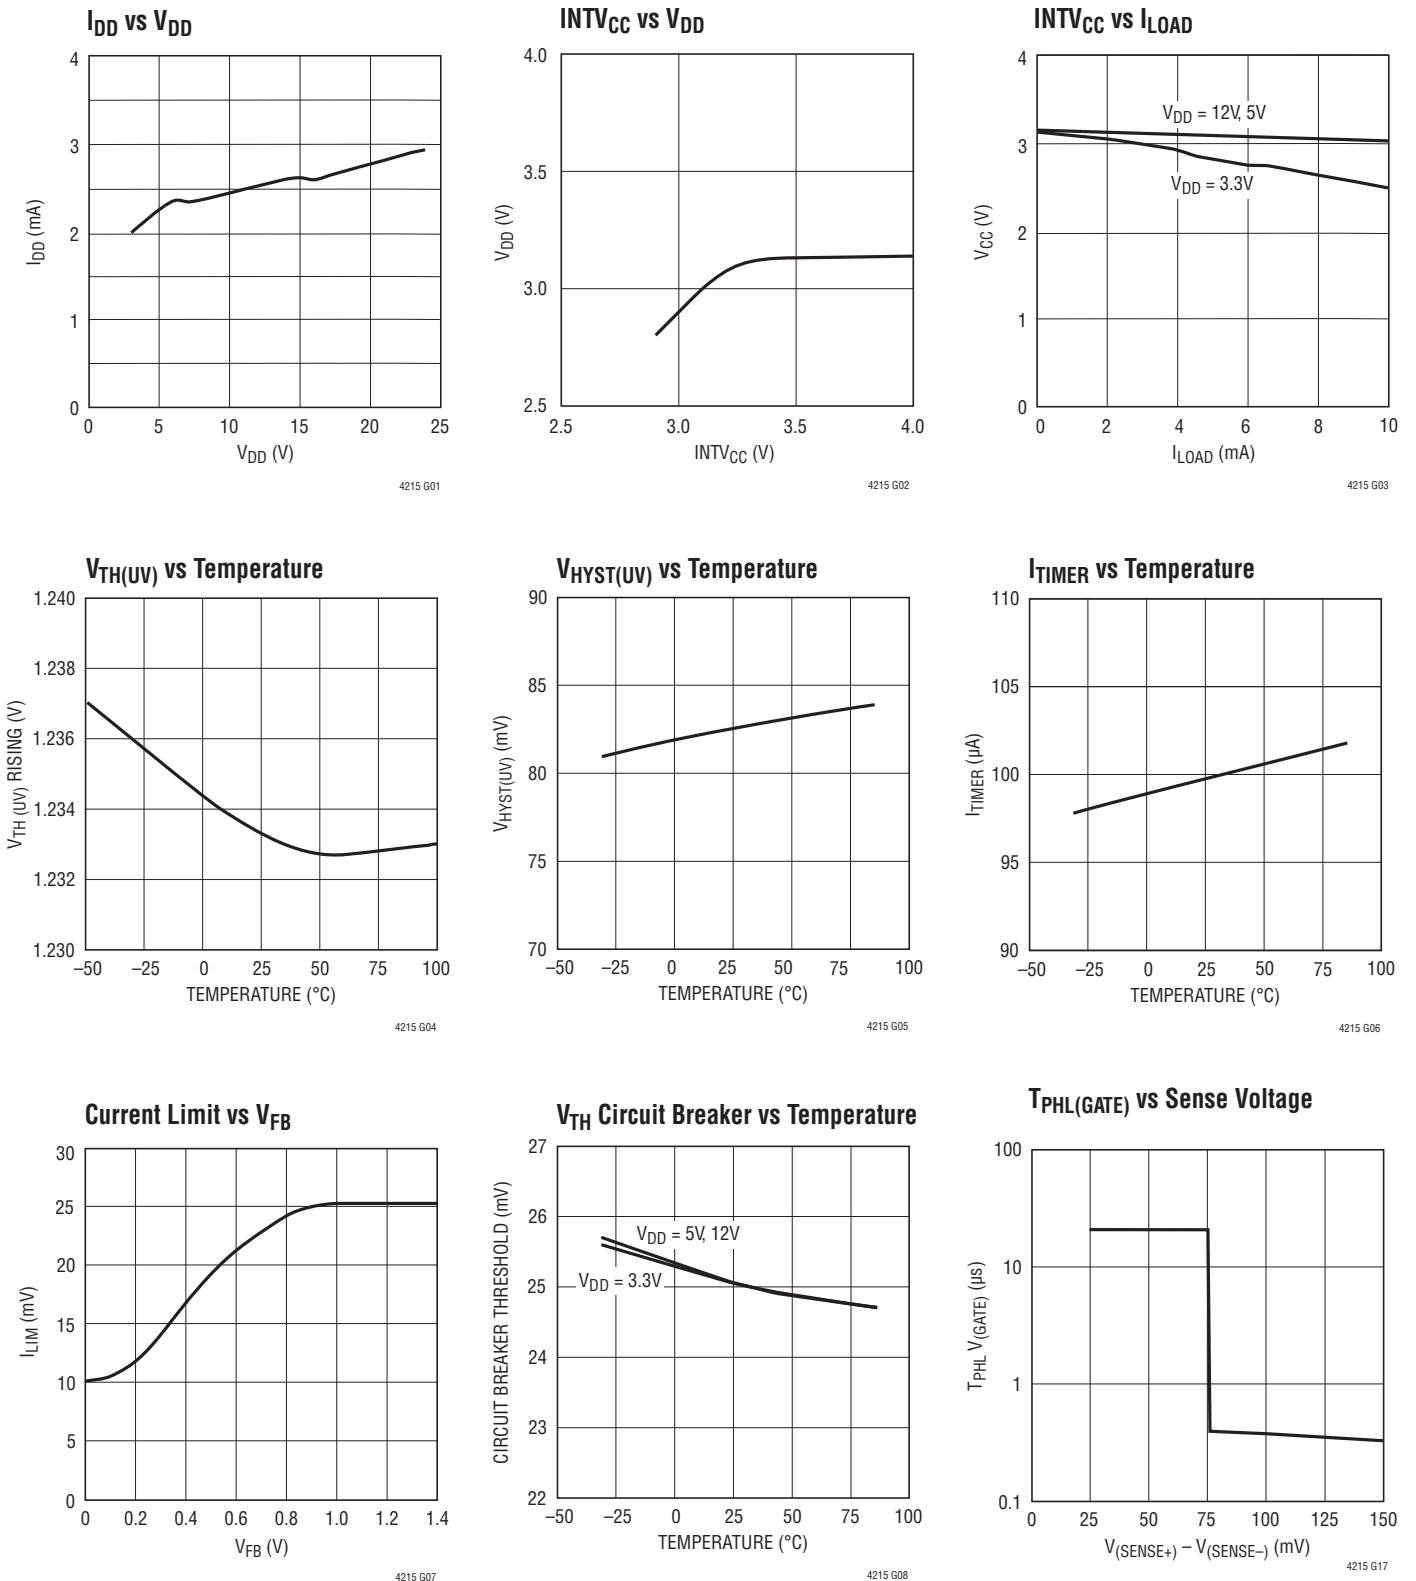 IDD vs VDD
4
3
2
1
0
IDD (mA)
0 5 10 15 20 25
VDD (V)
4215 G01
INTVCC vs VDD
4.0
3.5
3.0
2.5
VDD (V)
2.5 3.0 3.5 4.0
INTVCC (V)
4215 G02
INTVCC vs ILOAD
4
3
2
1
0
VCC (V)
VDD = 12V, 5V
VDD = 3.3V
0 2 4 6 8 10
ILOAD (mA)
4215 G03
VTH(UV) vs Temperature
1.240
1.238
1.236
1.234
1.232
1.230
VTH (UV) RISING (V)
–50 –25 0 25 50 75 100
TEMPERATURE (°C)
4215 G04
VHYST(UV) vs Temperature
90
85
80
75
70
VHYST(UV) (mV)
–50 –25 0 25 50 75 100
TEMPERATURE (°C)
4215 G05
ITIMER vs Temperature
110
105
100
95
90
ITIMER (µA)
–50 –25 0 25 50 75 100
TEMPERATURE (°C)
4215 G06
Current Limit vs VFB
30
25
20
15
10
5
0
ILIM (mV)
0 0.2 0.4 0.6 0.8 1.0 1.2 1.4
VFB (V)
4215 G07
VTH Circuit Breaker vs Temperature
27
26
25
24
23
22
CIRCUIT BREAKER THRESHOLD (mV)
VDD = 5V, 12V
VDD = 3.3V
–50 –25 0 25 50 75 100
TEMPERATURE (°C)
4215 G08
TPHL(GATE) vs Sense Voltage
100
10
1
0.1
TPHL V(GATE) (µs)
0 25 50 75 100 125 150
V(SENSE+) – V(SENSE–) (mV)
4215 G17